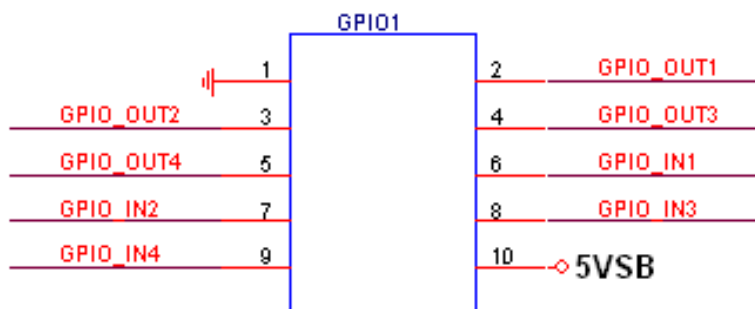 GPIO1
1 2 GPIO_OUT1
GPIO_OUT2 3 4 GPIO_OUT3
GPIO_OUT4 5 6 GPIO_IN1
GPIO_IN2 7 8 GPIO_IN3
GPIO_IN4 9 10 5VSB